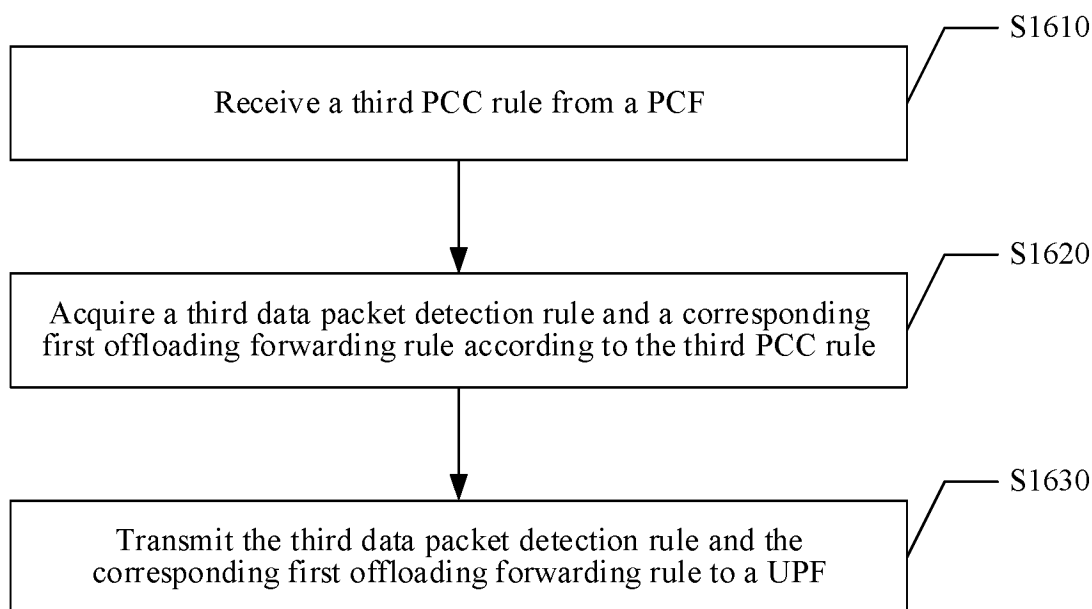 S1610
Receive a third PCC rule from a PCF
S1620
Acquire a third data packet detection rule and a corresponding
first offloading forwarding rule according to the third PCC rule
S1630
Transmit the third data packet detection rule and the
corresponding first offloading forwarding rule to a UPF